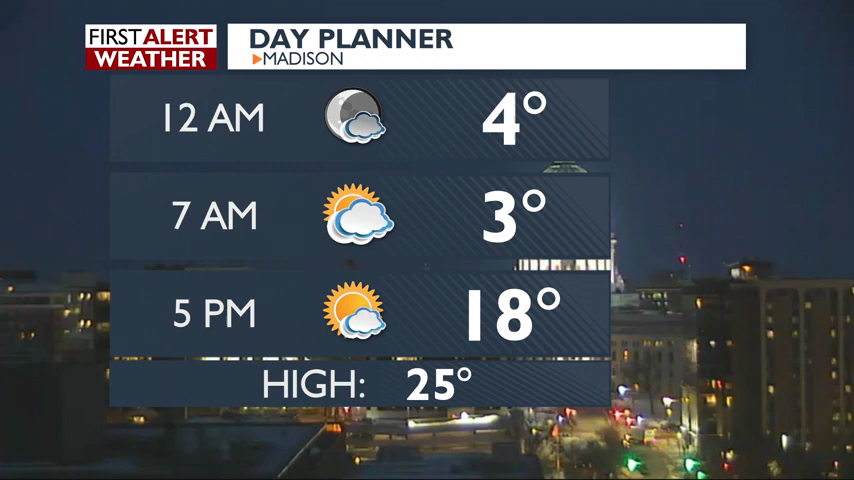 FIRST ALERT
WEATHER
DAY PLANNER
MADISON
12 AM 4°
7 AM 3°
5 PM 18°
HIGH: 25°